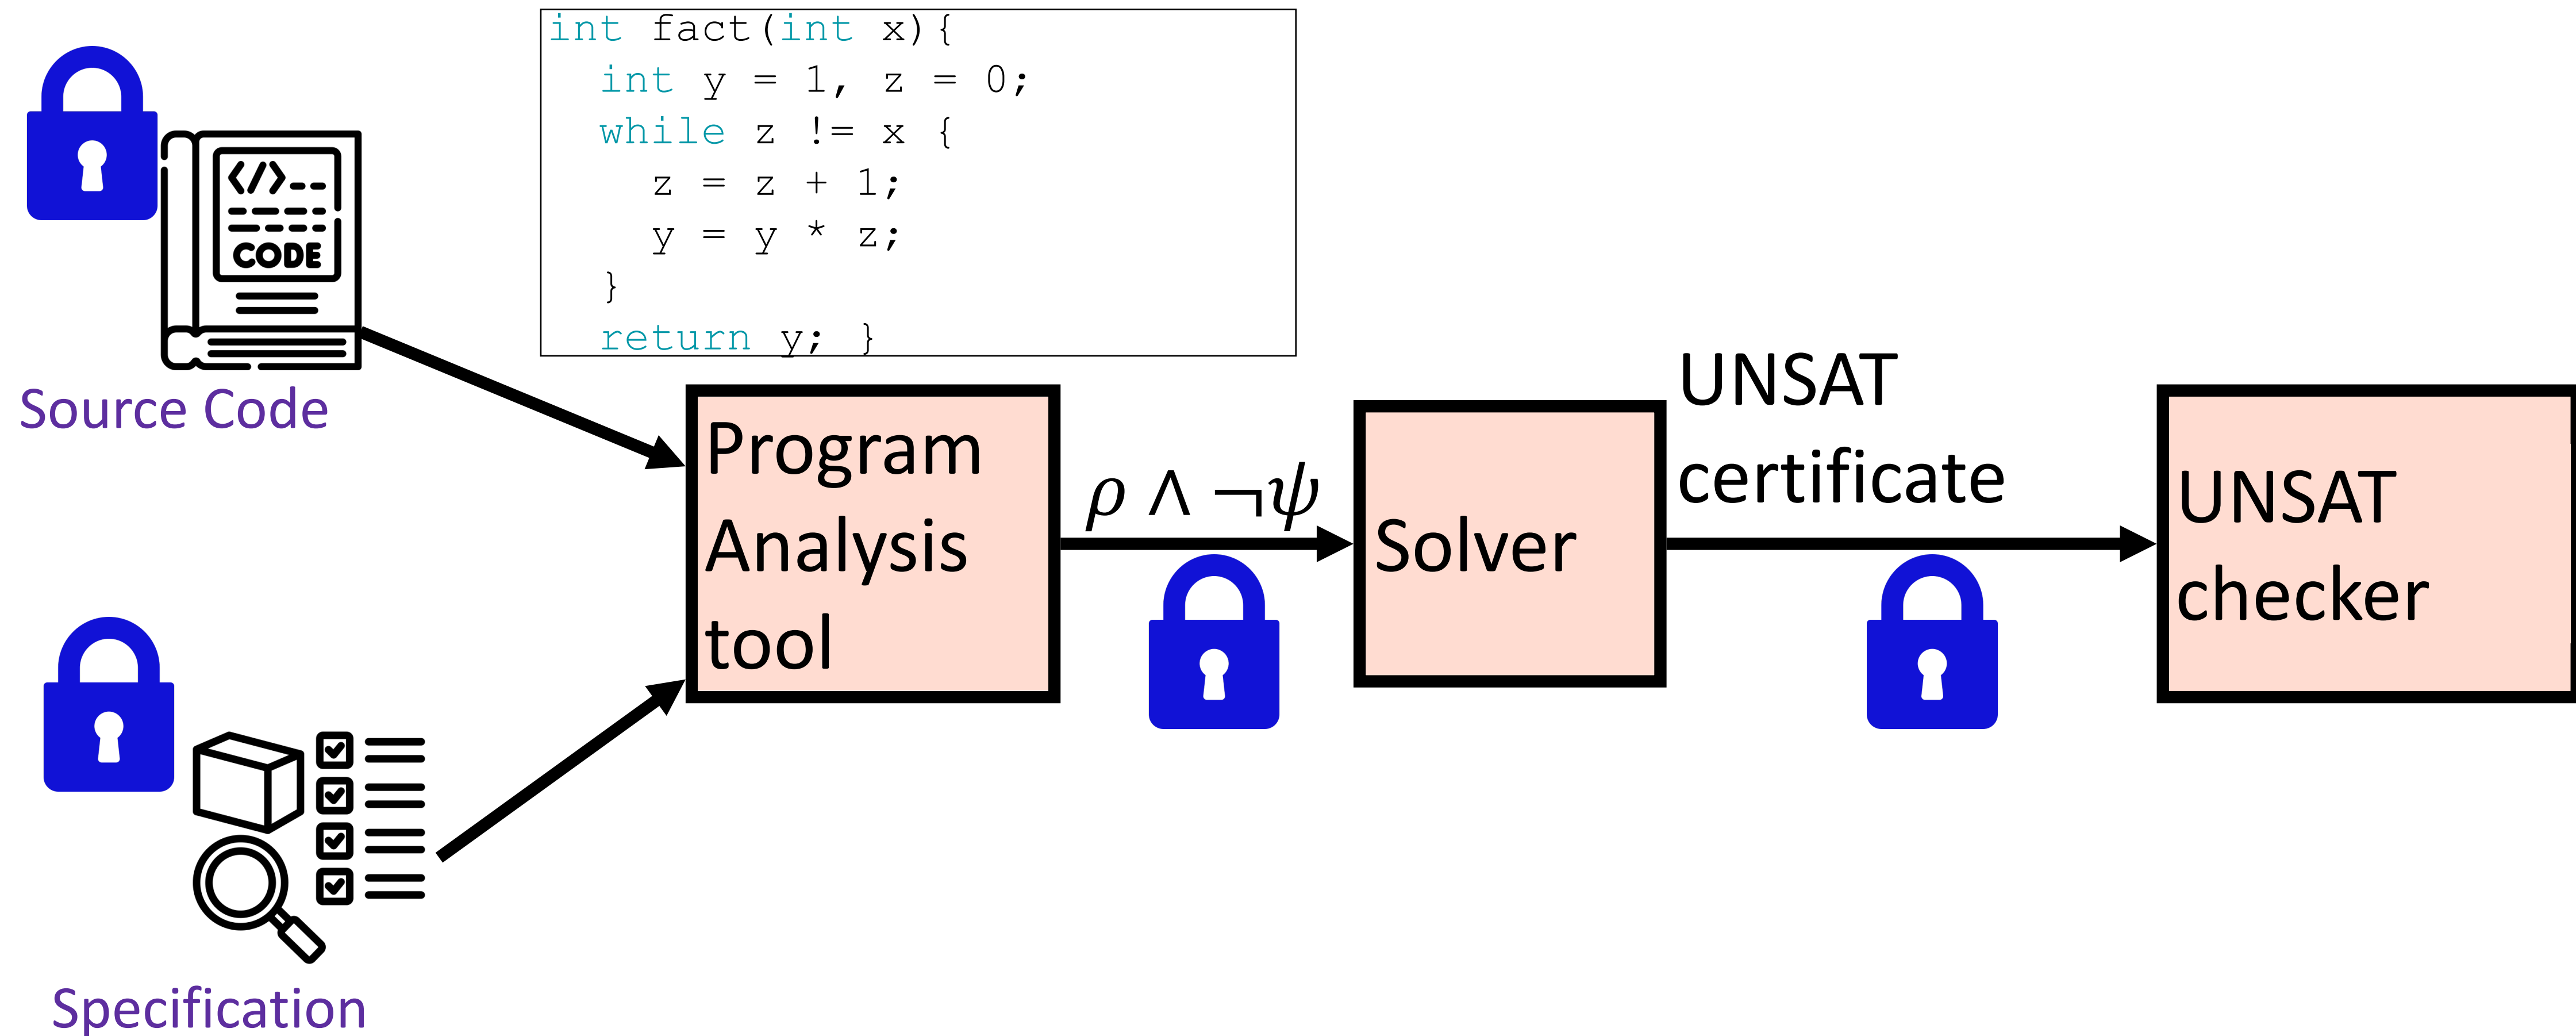 int fact(int x){
int y = 1, z = 0;
while z != x {
z = z + 1;
y = y * z;
}
return y; }
</>
CODE
Source Code
Program
Analysis
tool
ρ ∧ ¬ψ
Solver
UNSAT
certificate
UNSAT
checker
Specification